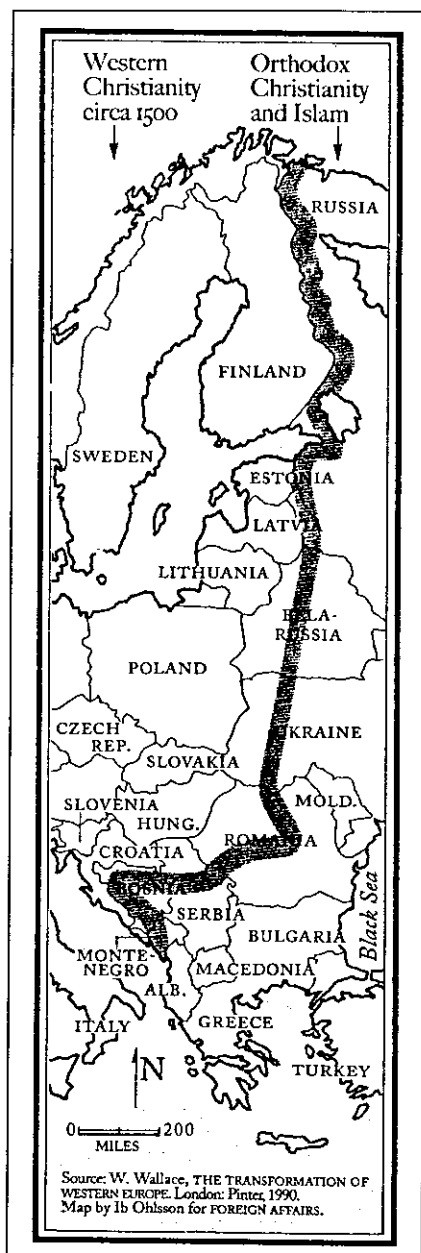 Western
Christianity
circa 1500
Orthodox
Christianity
and Islam
RUSSIA
FINLAND
SWEDEN
ESTONIA
LATVIA
LITHUANIA
BELA-
RUSSIA
POLAND
UKRAINE
CZECH
REP.
SLOVAKIA
MOLD.
SLOVENIA
HUNG.
ROMANIA
CROATIA
BOSNIA
SERBIA
BULGARIA
Black Sea
MONTE-
NEGRO
MACEDONIA
ALB.
ITALY
GREECE
TURKEY
N
0 200
MILES
Source: W. Wallace, THE TRANSFORMATION OF
WESTERN EUROPE. London: Pinter, 1990.
Map by Ib Ohlsson for FOREIGN AFFAIRS.